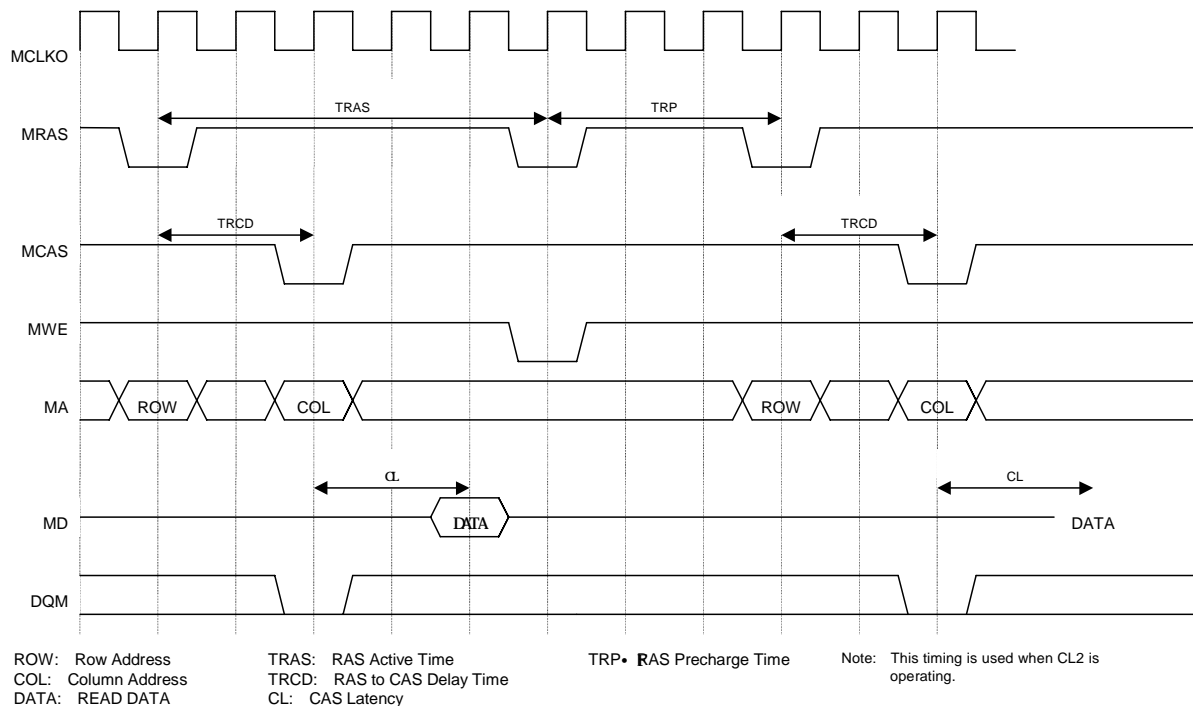 MCLKO
TRAS
TRP
MRAS
TRCD
TRCD
MCAS
MWE
MA
ROW
COL
ROW
COL
CL
CL
MD
DATA
DATA
DQM
ROW: Row Address
COL: Column Address
DATA: READ DATA
TRAS: RAS Active Time
TRCD: RAS to CAS Delay Time
CL: CAS Latency
TRP• RAS Precharge Time
Note: This timing is used when CL2 is
operating.